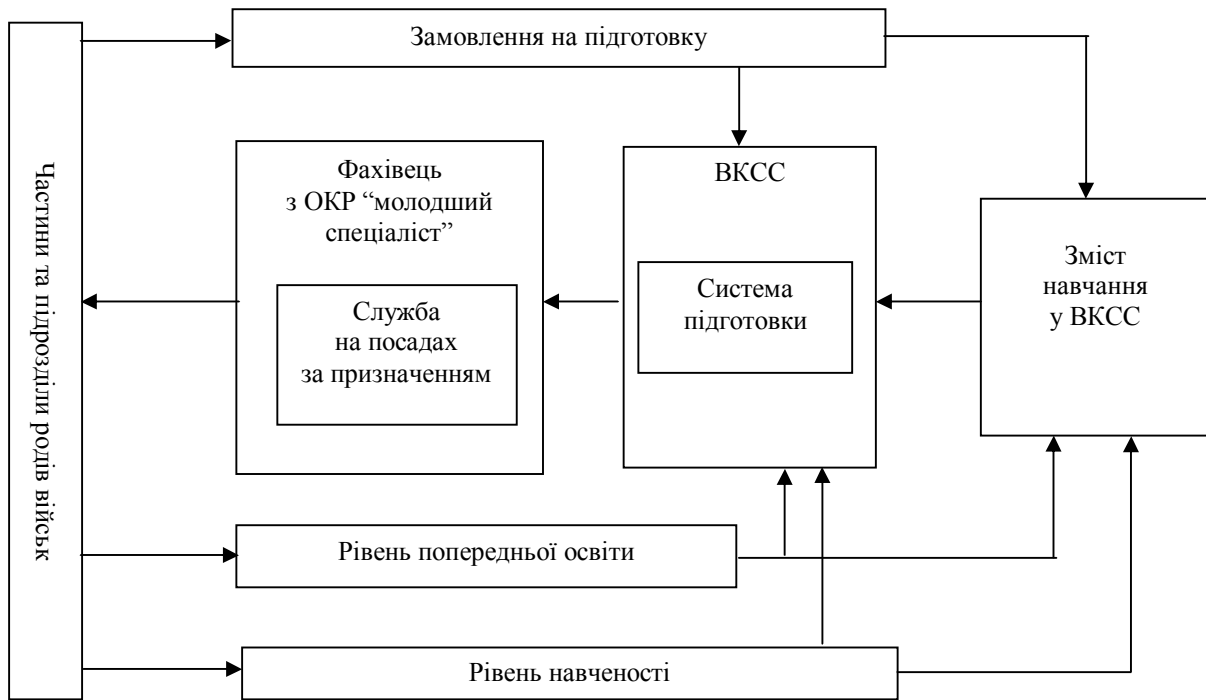 Замовлення на підготовку
Частини та підрозділи родів військ
Фахівець
з ОКР “молодший
спеціаліст”
Служба
на посадах
за призначенням
ВКСС
Система
підготовки
Зміст
навчання
у ВКСС
Рівень попередньої освіти
Рівень навченості